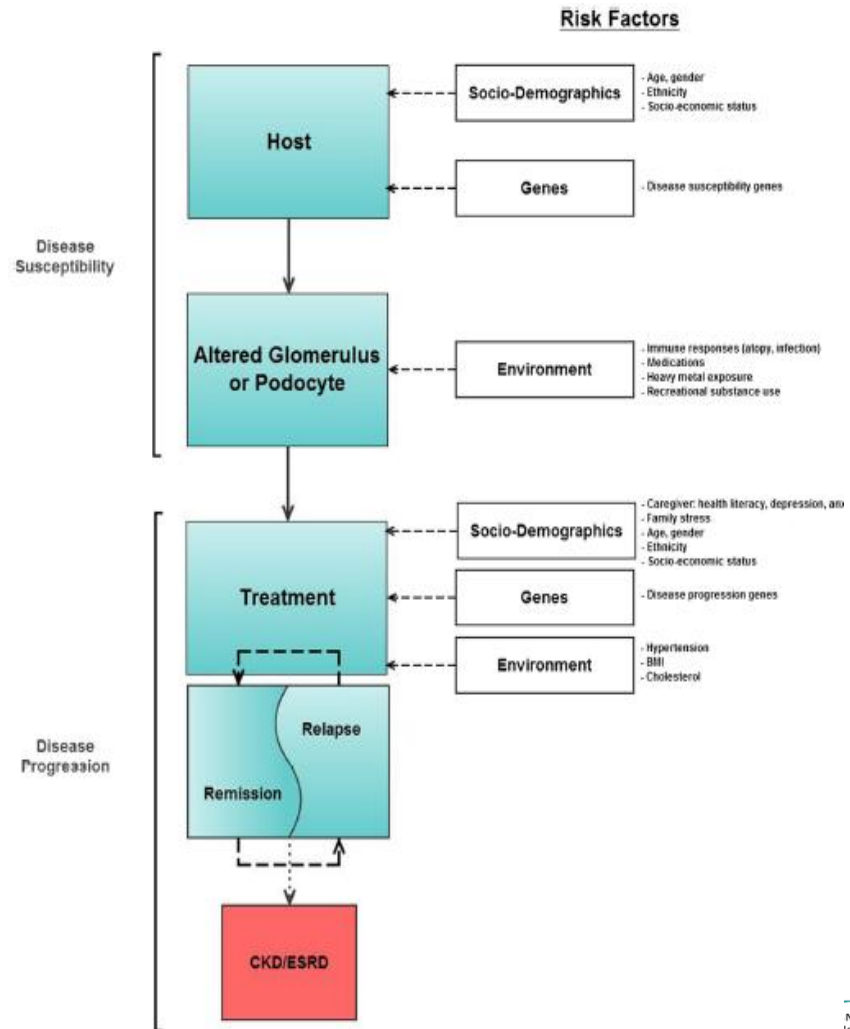 Risk Factors
Host
Socio-Demographics
- Age, gender
- Ethnicity
- Socio-economic status
Genes
- Disease susceptibility genes
Disease
Susceptibility
Altered Glomerulus
or Podocyte
Environment
- Immune responses (atopy, infection)
- Medications
- Heavy metal exposure
- Recreational substance use
Treatment
Socio-Demographics
- Caregiver: health literacy, depression,
- Family stress
- Age, gender
- Ethnicity
- Socio-economic status
Genes
- Disease progression genes
Environment
- Hypertension
- BMI
- Cholesterol
Disease
Progression
Relapse
Remission
CKD/ESRD